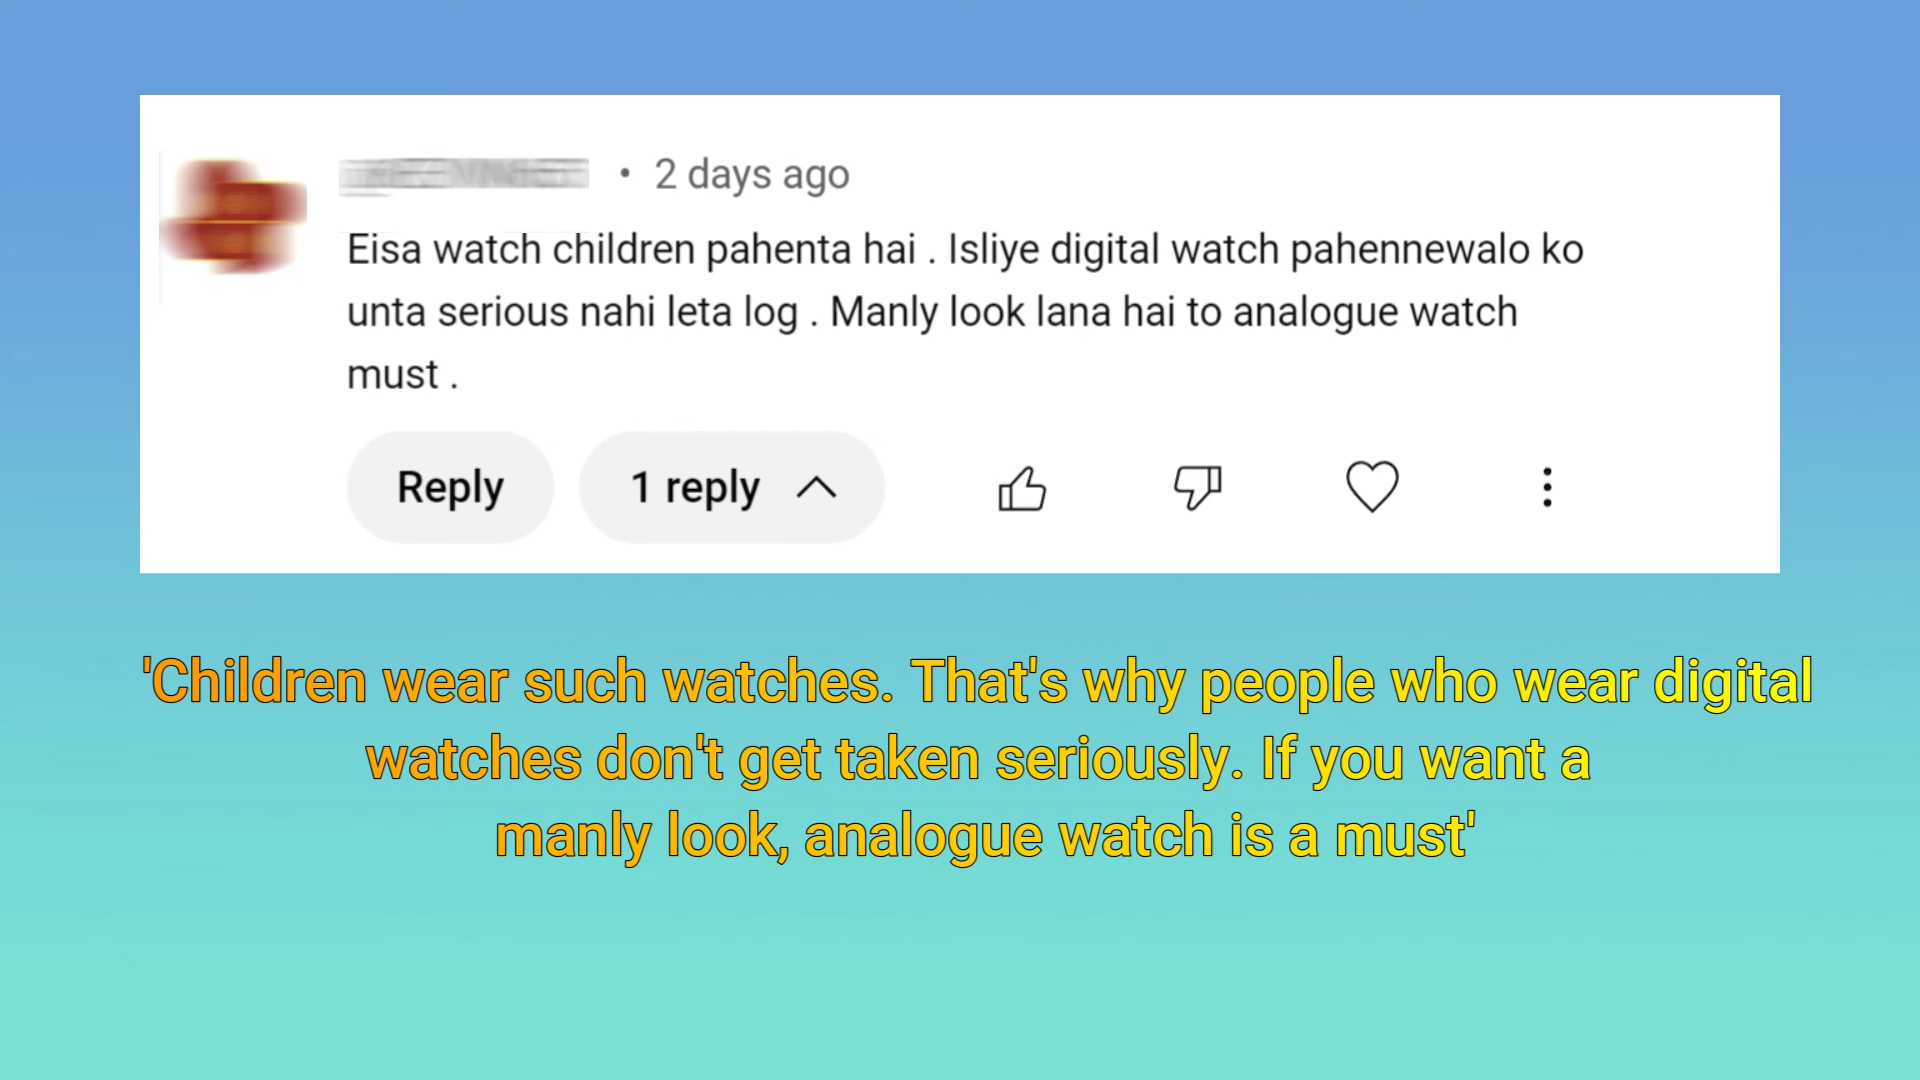 • 2 days ago
Eisa watch children pahenta hai . Isliye digital watch pahennewalo ko
unta serious nahi leta log . Manly look lana hai to analogue watch
must .
Reply
1 reply
'Children wear such watches. That's why people who wear digital
watches don't get taken seriously. If you want a
manly look, analogue watch is a must'